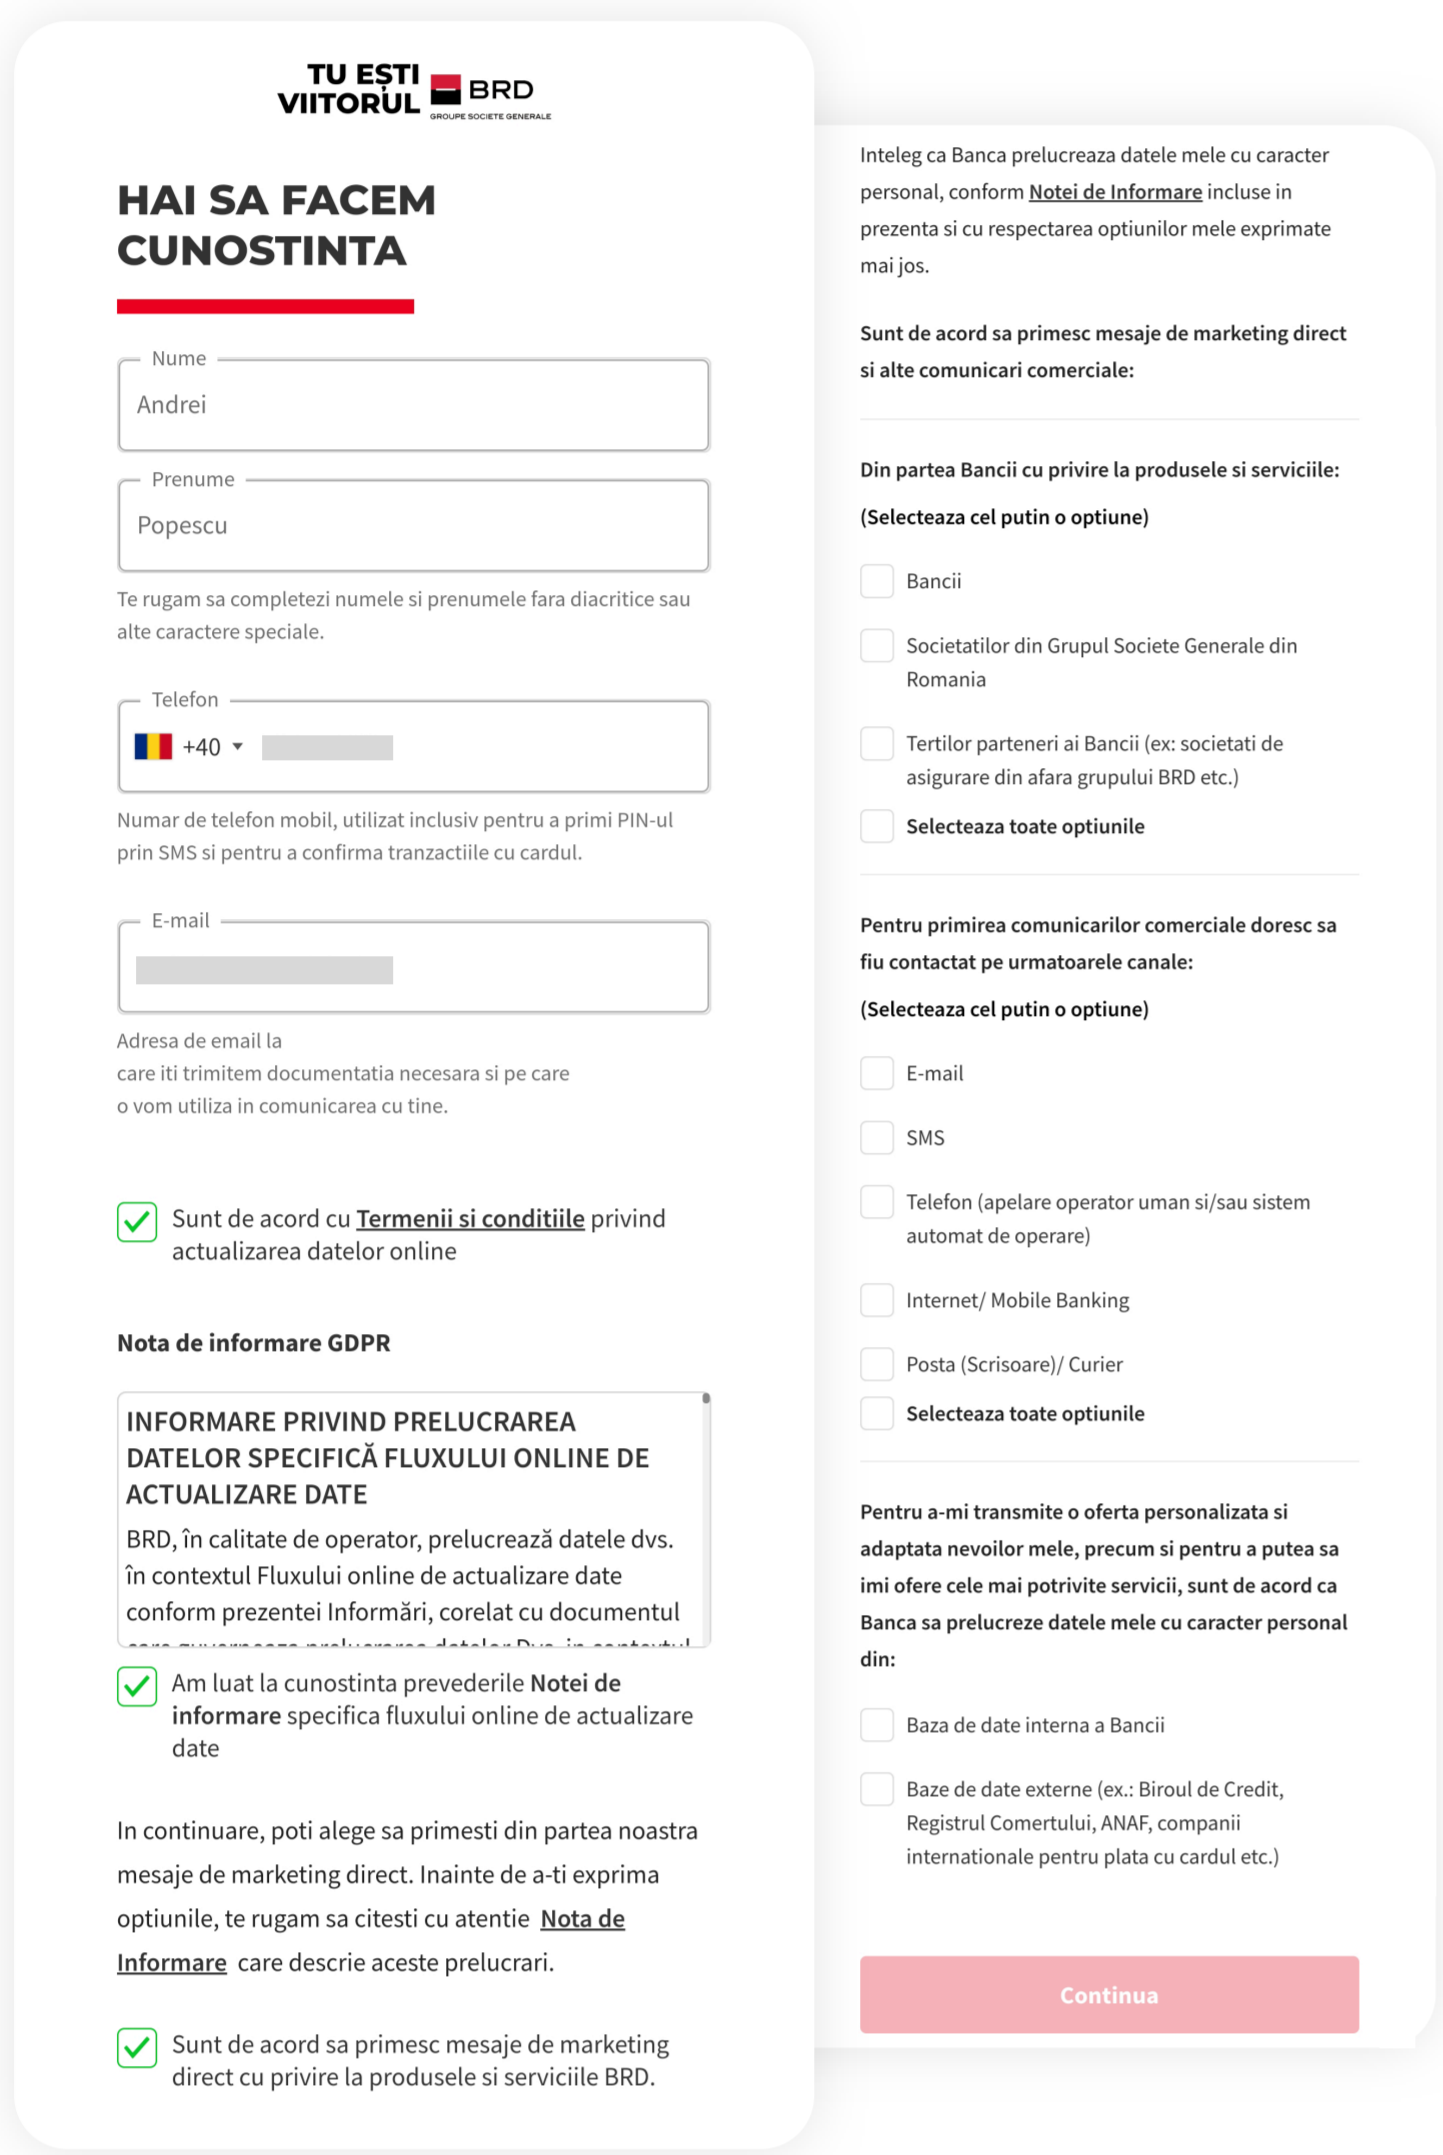 TU EȘTI
VIITORUL
BRD
GROUPE SOCIETE GENERALE
HAI SA FACEM
CUNOSTINTA
Nume
Andrei
Prenume
Popescu
Te rugam sa completezi numele si prenumele fara diacritice sau
alte caractere speciale.
Telefon
+40
Numar de telefon mobil, utilizat inclusiv pentru a primi PIN-ul
prin SMS si pentru a confirma tranzactiile cu cardul.
E-mail
Adresa de email la
care iti trimitem documentatia necesara si pe care
o vom utiliza in comunicarea cu tine.
Sunt de acord cu Termenii si conditiile privind
actualizarea datelor online
Nota de informare GDPR
INFORMARE PRIVIND PRELUCRAREA
DATELOR SPECIFICĂ FLUXULUI ONLINE DE
ACTUALIZARE DATE
BRD, în calitate de operator, prelucrează datele dvs.
în contextul Fluxului online de actualizare date
conform prezentei Informări, corelat cu documentul
care guverneaza prelucrarea datelor Dvs. in contextul
Am luat la cunostinta prevederile Notei de
informare specifica fluxului online de actualizare
date
In continuare, poti alege sa primesti din partea noastra
mesaje de marketing direct. Inainte de a-ti exprima
optiunile, te rugam sa citesti cu atentie Nota de
Informare care descrie aceste prelucrari.
Sunt de acord sa primesc mesaje de marketing
direct cu privire la produsele si serviciile BRD.
Inteleg ca Banca prelucreaza datele mele cu caracter
personal, conform Notei de Informare incluse in
prezenta si cu respectarea optiunilor mele exprimate
mai jos.
Sunt de acord sa primesc mesaje de marketing direct
si alte comunicari comerciale:
Din partea Bancii cu privire la produsele si serviciile:
(Selecteaza cel putin o optiune)
Bancii
Societatilor din Grupul Societe Generale din
Romania
Tertilor parteneri ai Bancii (ex: societati de
asigurare din afara grupului BRD etc.)
Selecteaza toate optiunile
Pentru primirea comunicarilor comerciale doresc sa
fiu contactat pe urmatoarele canale:
(Selecteaza cel putin o optiune)
E-mail
SMS
Telefon (apelare operator uman si/sau sistem
automat de operare)
Internet/ Mobile Banking
Posta (Scrisoare)/ Curier
Selecteaza toate optiunile
Pentru a-mi transmite o oferta personalizata si
adaptata nevoilor mele, precum si pentru a putea sa
imi ofere cele mai potrivite servicii, sunt de acord ca
Banca sa prelucreze datele mele cu caracter personal
din:
Baza de date interna a Bancii
Baze de date externe (ex.: Biroul de Credit,
Registrul Comertului, ANAF, companii
internationale pentru plata cu cardul etc.)
Continua